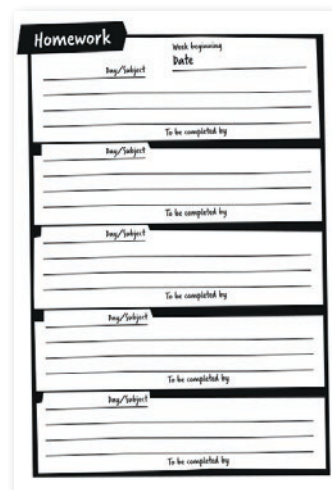 Homework
Week beginning
Date
Day/Subject
To be completed by
Day/Subject
To be completed by
Day/Subject
To be completed by
Day/Subject
To be completed by
Day/Subject
To be completed by